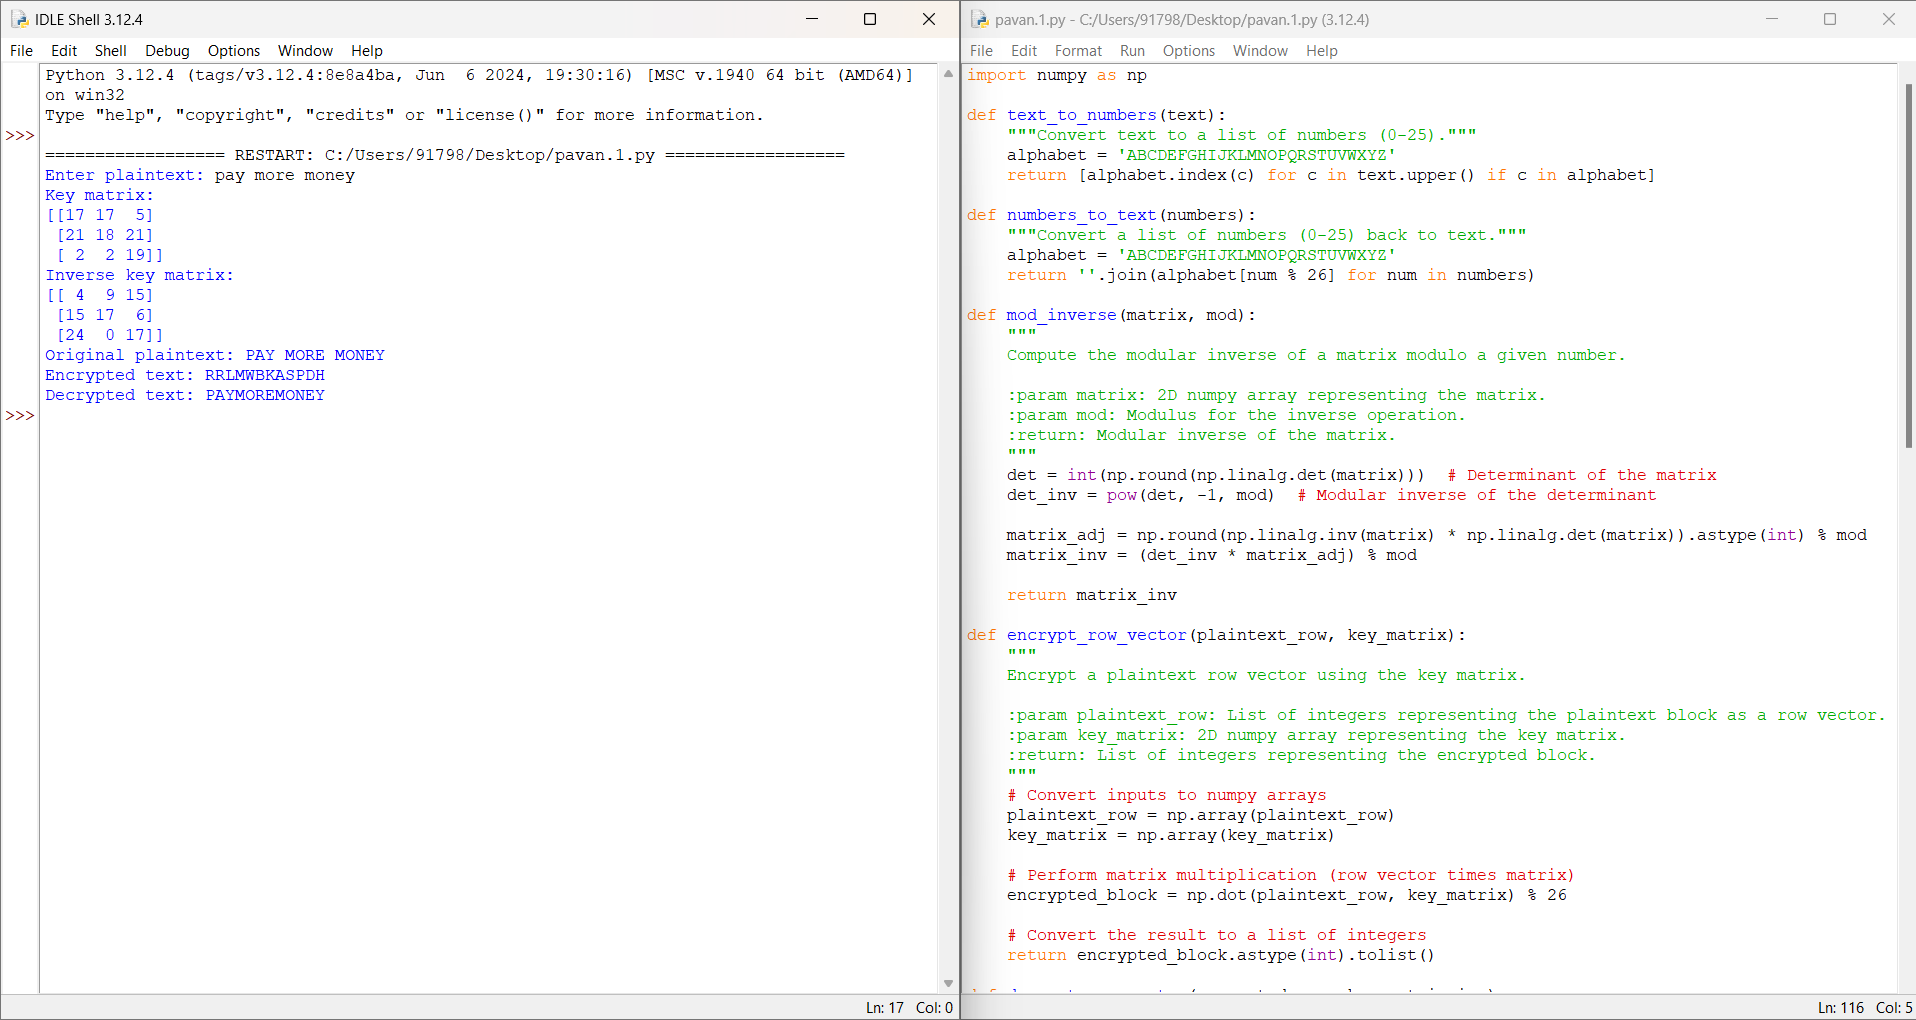 IDLE Shell 3.12.4
File Edit Shell Debug Options Window Help
Python 3.12.4 (tags/v3.12.4:8e8a4ba, Jun  6 2024, 19:30:16) [MSC v.1940 64 bit (AMD64)]
on win32
Type "help", "copyright", "credits" or "license()" for more information.
>>>
================== RESTART: C:/Users/91798/Desktop/pavan.1.py ==================
Enter plaintext: pay more money
Key matrix:
[[17 17  5]
 [21 18 21]
 [ 2  2 19]]
Inverse key matrix:
[[ 4  9 15]
 [15 17  6]
 [24  0 17]]
Original plaintext: PAY MORE MONEY
Encrypted text: RRLMWBKASPDH
Decrypted text: PAYMOREMONEY
>>>
Ln: 17 Col: 0
pavan.1.py - C:/Users/91798/Desktop/pavan.1.py (3.12.4)
File Edit Format Run Options Window Help
import numpy as np

def text_to_numbers(text):
    """Convert text to a list of numbers (0-25)."""
    alphabet = 'ABCDEFGHIJKLMNOPQRSTUVWXYZ'
    return [alphabet.index(c) for c in text.upper() if c in alphabet]

def numbers_to_text(numbers):
    """Convert a list of numbers (0-25) back to text."""
    alphabet = 'ABCDEFGHIJKLMNOPQRSTUVWXYZ'
    return ''.join(alphabet[num % 26] for num in numbers)

def mod_inverse(matrix, mod):
    """
    Compute the modular inverse of a matrix modulo a given number.

    :param matrix: 2D numpy array representing the matrix.
    :param mod: Modulus for the inverse operation.
    :return: Modular inverse of the matrix.
    """
    det = int(np.round(np.linalg.det(matrix)))  # Determinant of the matrix
    det_inv = pow(det, -1, mod)  # Modular inverse of the determinant

    matrix_adj = np.round(np.linalg.inv(matrix) * np.linalg.det(matrix)).astype(int) % mod
    matrix_inv = (det_inv * matrix_adj) % mod

    return matrix_inv

def encrypt_row_vector(plaintext_row, key_matrix):
    """
    Encrypt a plaintext row vector using the key matrix.

    :param plaintext_row: List of integers representing the plaintext block as a row vector.
    :param key_matrix: 2D numpy array representing the key matrix.
    :return: List of integers representing the encrypted block.
    """
    # Convert inputs to numpy arrays
    plaintext_row = np.array(plaintext_row)
    key_matrix = np.array(key_matrix)

    # Perform matrix multiplication (row vector times matrix)
    encrypted_block = np.dot(plaintext_row, key_matrix) % 26

    # Convert the result to a list of integers
    return encrypted_block.astype(int).tolist()
Ln: 116 Col: 5